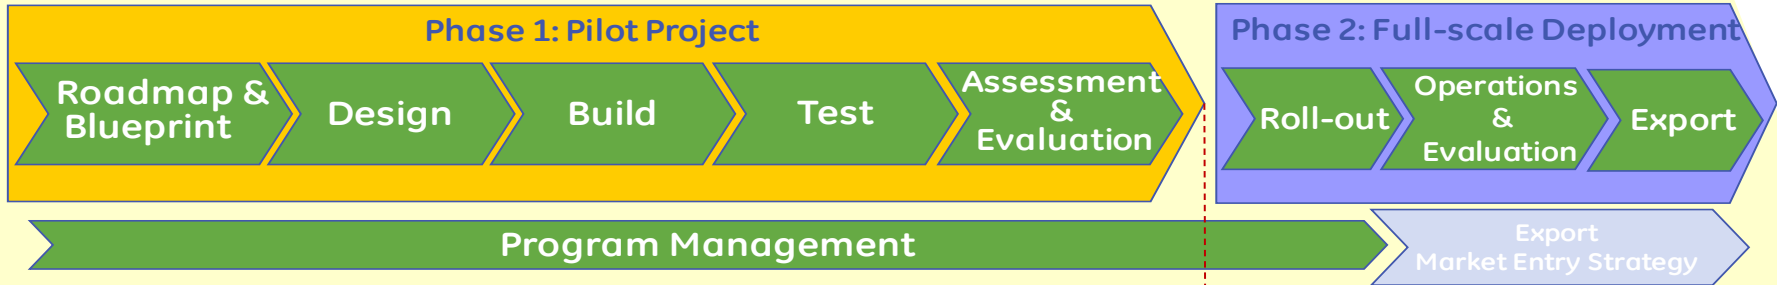 Phase 1: Pilot Project
Roadmap &
Blueprint
Design
Build
Test
Assessment
&
Evaluation
Phase 2: Full-scale Deployment
Roll-out
Operations
&
Evaluation
Export
Program Management
Export
Market Entry Strategy